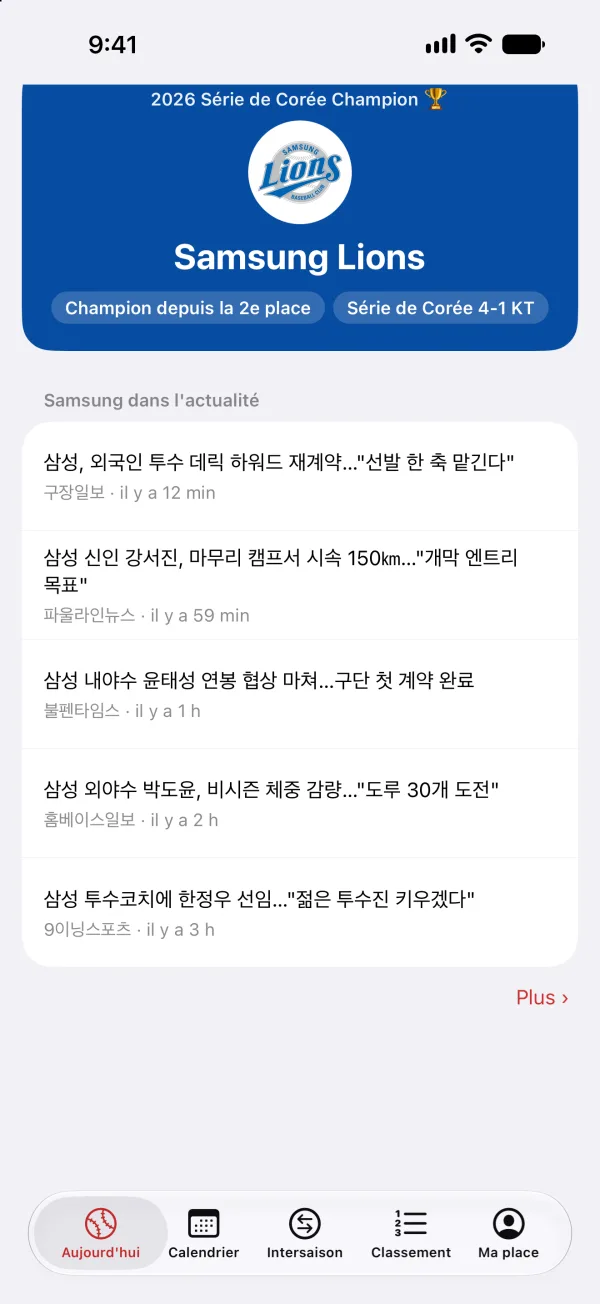 9:41
2026 Série de Corée Champion 🏆
SAMSUNG
Lions
BASEBALL CLUB
Samsung Lions
Champion depuis la 2e place
Série de Corée 4-1 KT
Samsung dans l'actualité
삼성, 외국인 투수 데릭 하워드 재계약…"선발 한 축 맡긴다"
구장일보 · il y a 12 min
삼성 신인 강서진, 마무리 캠프서 시속 150㎞…"개막 엔트리
목표"
파울라인뉴스 · il y a 59 min
삼성 내야수 윤태성 연봉 협상 마쳐…구단 첫 계약 완료
불펜타임스 · il y a 1 h
삼성 외야수 박도윤, 비시즌 체중 감량…"도루 30개 도전"
홈베이스일보 · il y a 2 h
삼성 투수코치에 한정우 선임…"젊은 투수진 키우겠다"
9이닝스포츠 · il y a 3 h
Plus ›
Aujourd'hui
Calendrier
Intersaison
1
2
3
Classement
Ma place